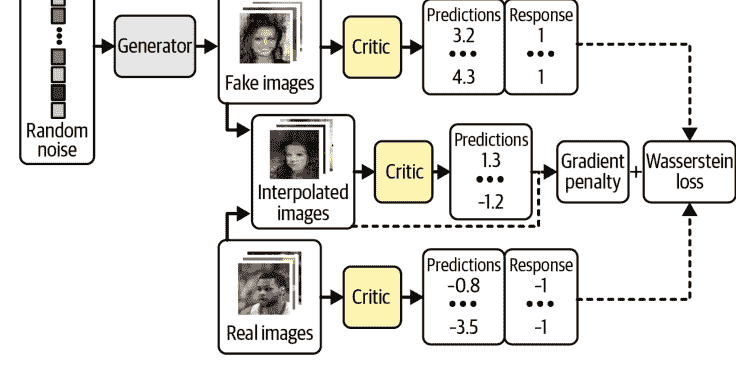 Predictions
Response
3.2
1
Generator
Critic
4.3
1
Fake images
Random
noise
Predictions
1.3
Critic
Gradient
penalty
+
Wasserstein
loss
Interpolated
images
-1.2
Predictions
Response
-0.8
-1
Critic
-3.5
-1
Real images